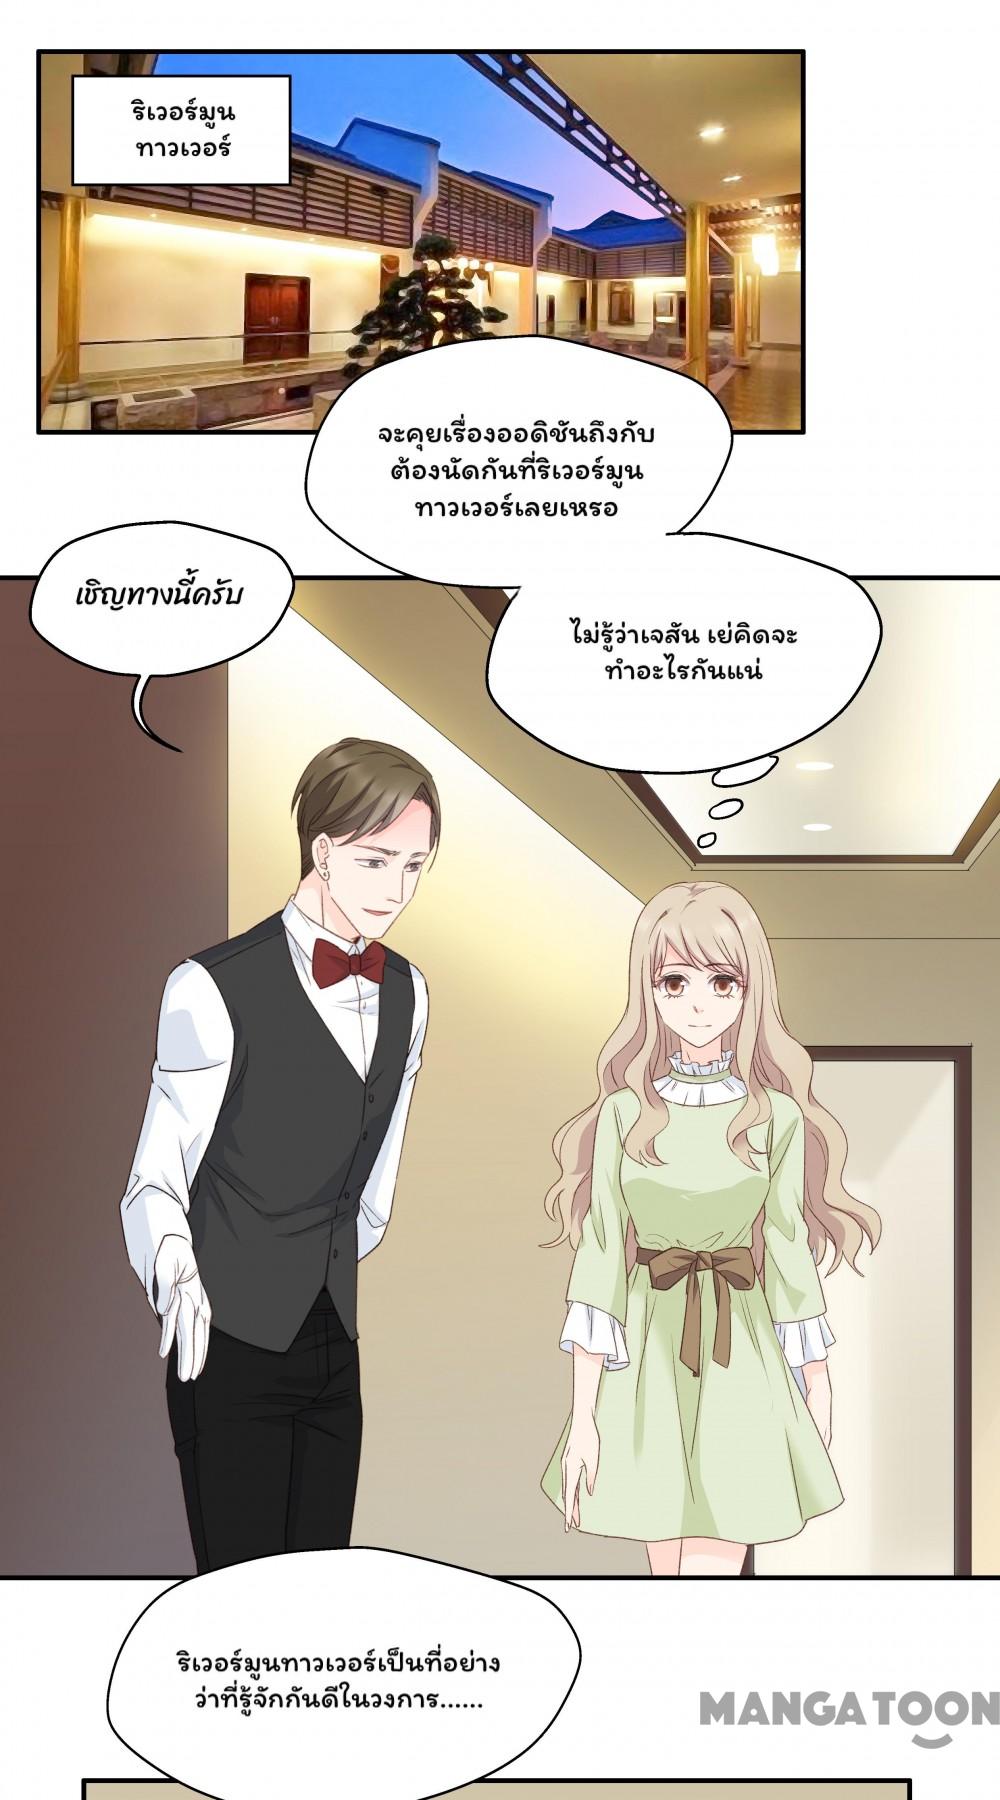 ริเวอร์มูน
ทาวเวอร์
จะคุยเรื่องออดิชันถึงกับ
ต้องนัดกันที่ริเวอร์มูน
ทาวเวอร์เลยเหรอ
เชิญทางนี้ครับ
ไม่รู้ว่าเจสัน เย่คิดจะ
ทำอะไรกันแน่
ริเวอร์มูนทาวเวอร์เป็นที่อย่าง
ว่าที่รู้จักกันดีในวงการ......
MANGATOON